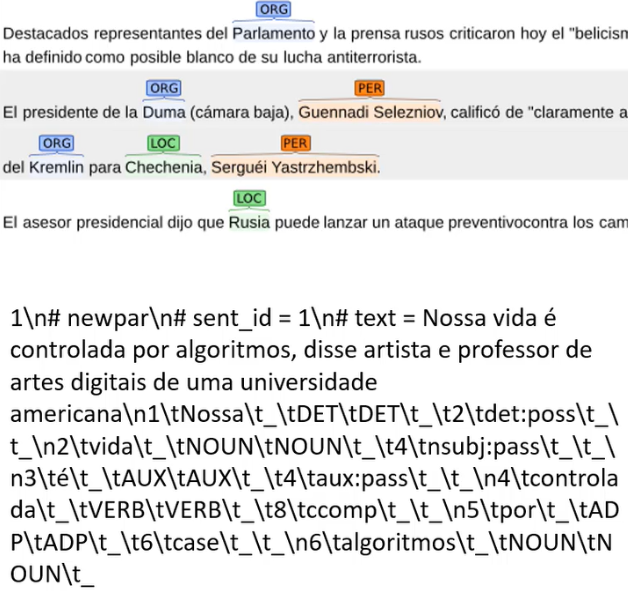 ORG
Destacados representantes del Parlamento y la prensa rusos criticaron hoy el "belicism
ha definido como posible blanco de su lucha antiterrorista.
ORG PER
El presidente de la Duma (cámara baja), Guennadi Selezniov, calificó de "claramente a
ORG LOC PER
del Kremlin para Chechenia, Serguéi Yastrzhembski.
LOC
El asesor presidencial dijo que Rusia puede lanzar un ataque preventivocontra los cam
1\n# newpar\n# sent_id = 1\n# text = Nossa vida é
controlada por algoritmos, disse artista e professor de
artes digitais de uma universidade
americana\n1\tNossa\t_\tDET\tDET\t_\t2\tdet:poss\t_\
t_\n2\tvida\t_\tNOUN\tNOUN\t_\t4\tnsubj:pass\t_\t_\
n3\té\t_\tAUX\tAUX\t_\t4\taux:pass\t_\t_\n4\tcontrola
da\t_\tVERB\tVERB\t_\t8\tccomp\t_\t_\n5\tpor\t_\tAD
P\tADP\t_\t6\tcase\t_\t_\n6\talgoritmos\t_\tNOUN\tN
OUN\t_